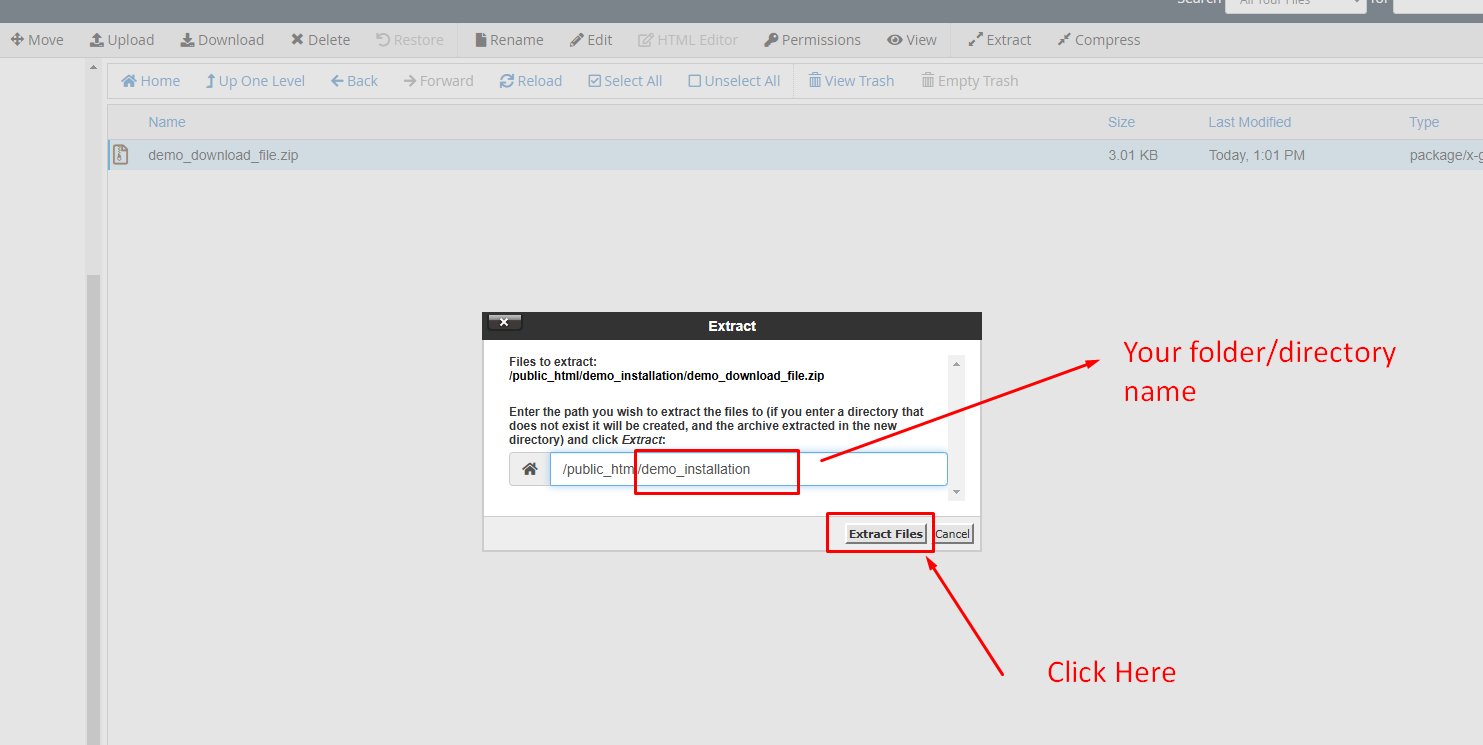 Search All Your Files for
Move Upload Download Delete Restore Rename Edit HTML Editor Permissions View Extract Compress
Home Up One Level Back Forward Reload Select All Unselect All View Trash Empty Trash
Name Size Last Modified Type
demo_download_file.zip 3.01 KB Today, 1:01 PM package/x-g
Extract
Files to extract:
/public_html/demo_installation/demo_download_file.zip
Enter the path you wish to extract the files to (if you enter a directory that
does not exist it will be created, and the archive extracted in the new
directory) and click Extract:
/public_htm/demo_installation
Extract Files Cancel
Your folder/directory
name
Click Here